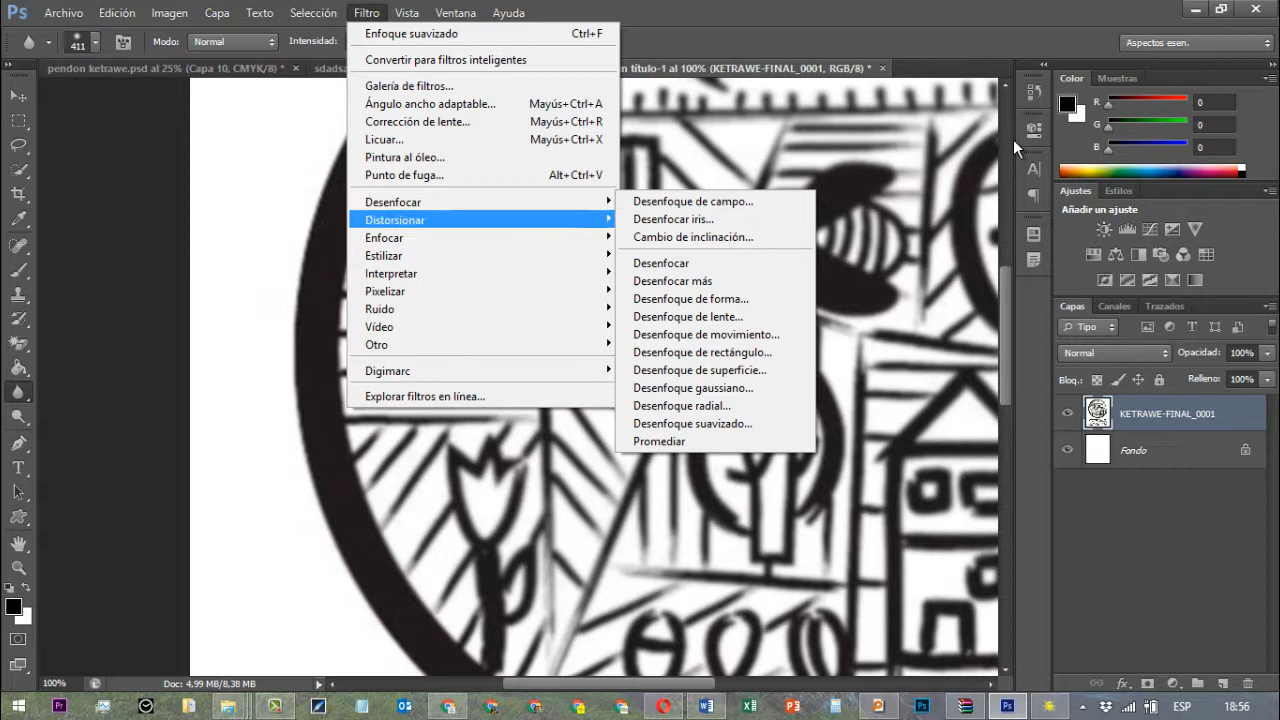 Ps Archivo Edición Imagen Capa Texto Selección Filtro Vista Ventana Ayuda
411 Modo: Normal Intensidad: Aspectos esen.
pendon ketrawe.psd al 25% (Capa 10, CMYK/8) * × sdadsa n título-1 al 100% (KETRAWE-FINAL_0001, RGB/8) * ×
Enfoque suavizado Ctrl+F
Convertir para filtros inteligentes
Galería de filtros...
Ángulo ancho adaptable... Mayús+Ctrl+A
Corrección de lente... Mayús+Ctrl+R
Licuar... Mayús+Ctrl+X
Pintura al óleo...
Punto de fuga... Alt+Ctrl+V
Desenfocar
Distorsionar
Enfocar
Estilizar
Interpretar
Pixelizar
Ruido
Vídeo
Otro
Digimarc
Explorar filtros en línea...
Desenfoque de campo...
Desenfocar iris...
Cambio de inclinación...
Desenfocar
Desenfocar más
Desenfoque de forma...
Desenfoque de lente...
Desenfoque de movimiento...
Desenfoque de rectángulo...
Desenfoque de superficie...
Desenfoque gaussiano...
Desenfoque radial...
Desenfoque suavizado...
Promediar
Color Muestras
R 0
G 0
B 0
Ajustes Estilos
Añadir un ajuste
Capas Canales Trazados
Tipo
Normal Opacidad: 100%
Bloq.: Relleno: 100%
KETRAWE-FINAL_0001
Fondo
100% Doc: 4,99 MB/8,38 MB
ESP 18:56